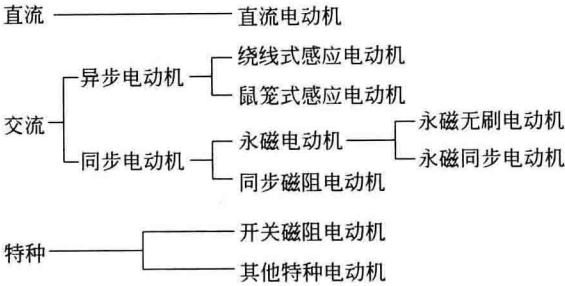 直流
直流电动机
绕线式感应电动机
异步电动机
鼠笼式感应电动机
交流
永磁无刷电动机
永磁电动机
同步电动机
永磁同步电动机
同步磁阻电动机
开关磁阻电动机
特种
其他特种电动机